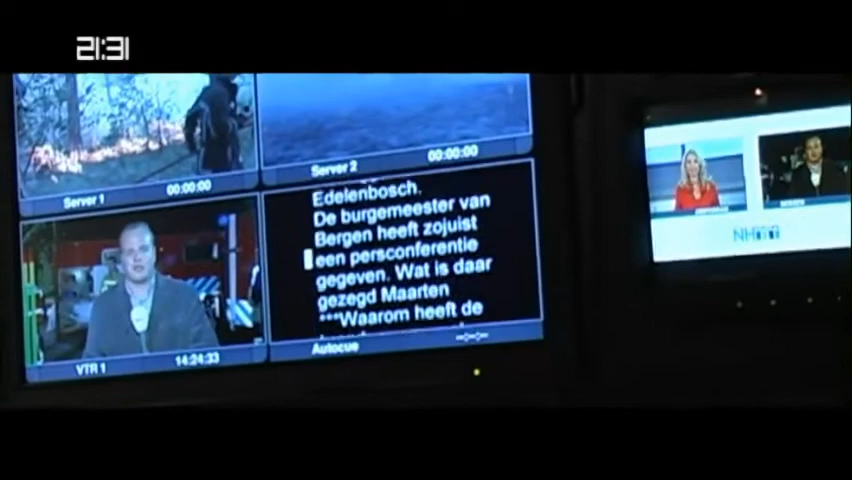 21:31
Server 1
00:00:00
Server 2
00:00:00
Edelenbosch.
De burgemeester van
Bergen heeft zojuist
een persconferentie
gegeven. Wat is daar
gezegd Maarten
***Waarom heeft de
VTR 1
14:24:33
Autocue
--:--:--
NH